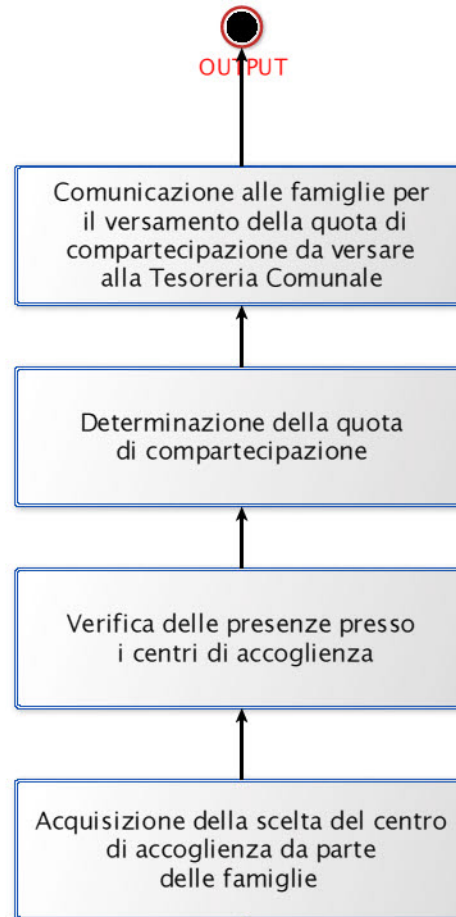 OUTPUT
Comunicazione alle famiglie per
il versamento della quota di
compartecipazione da versare
alla Tesoreria Comunale
Determinazione della quota
di compartecipazione
Verifica delle presenze presso
i centri di accoglienza
Acquisizione della scelta del centro
di accoglienza da parte
delle famiglie